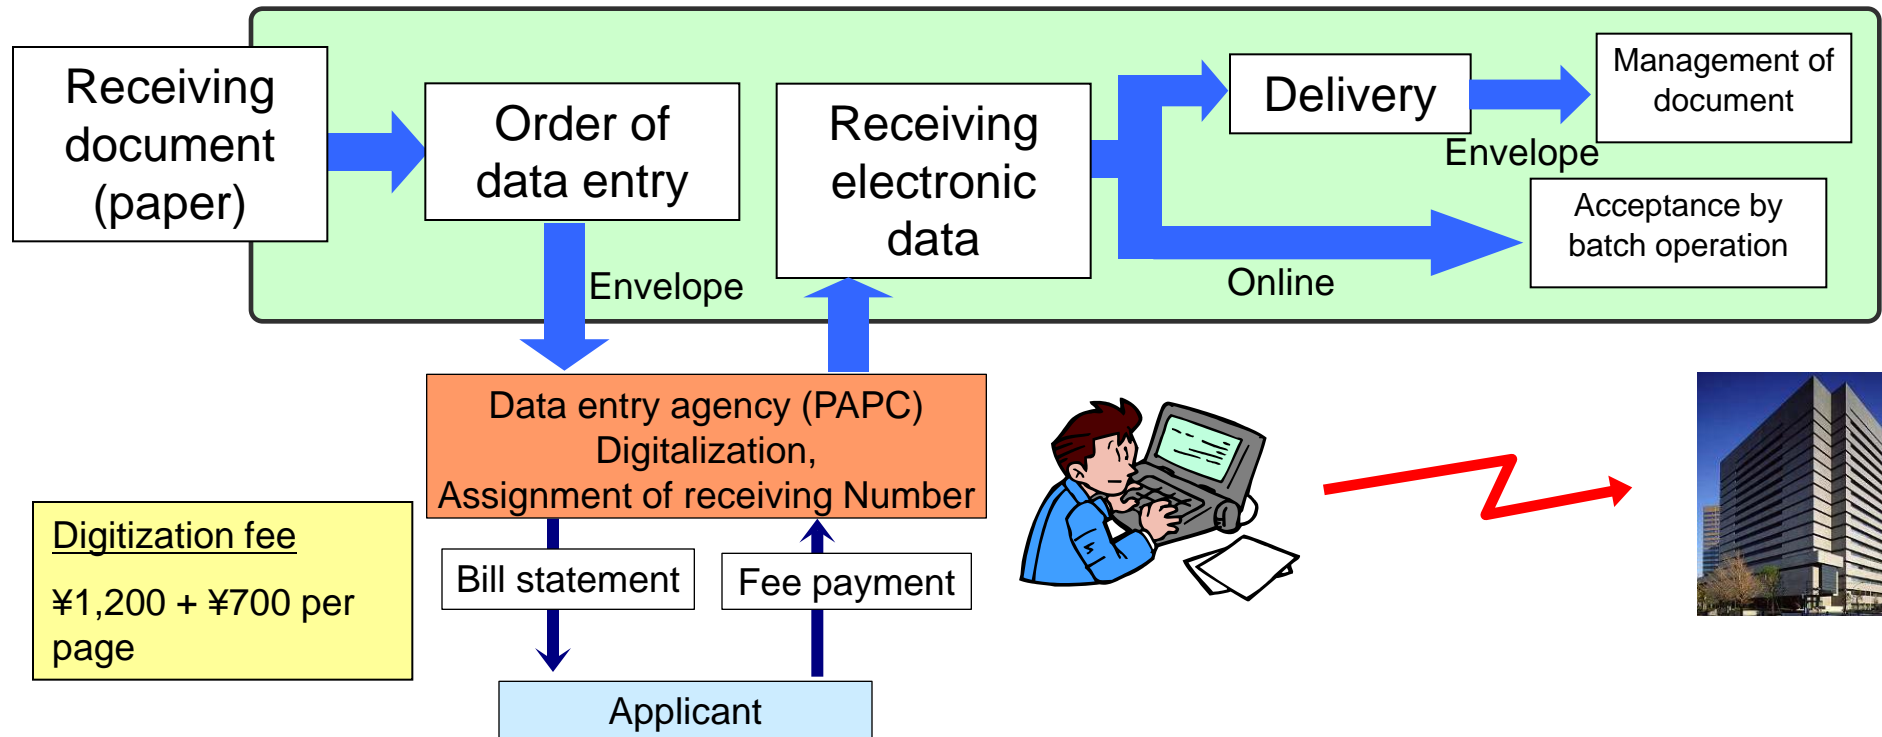 Receiving
document
(paper)
Order of
data entry
Receiving
electronic
data
Delivery
Management of
document
Envelope
Acceptance by
batch operation
Envelope
Online
Data entry agency (PAPC)
Digitalization,
Assignment of receiving Number
Digitization fee
¥1,200 + ¥700 per
page
Bill statement
Fee payment
Applicant